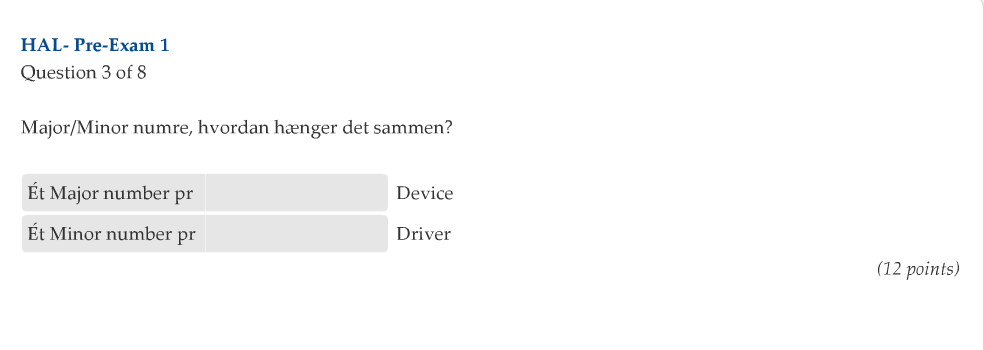 HAL- Pre-Exam 1
Question 3 of 8
Major/Minor numre, hvordan hænger det sammen?
Ét Major number pr Device
Ét Minor number pr Driver
(12 points)